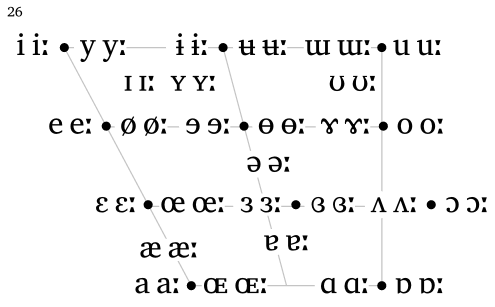 26
i iː y yː ɨ ɨː ʉ ʉː ɯ ɯː u uː
ɪ ɪː ʏ ʏː ʊ ʊː
e eː ø øː ɘ ɘː ɵ ɵː ɤ ɤː o oː
ə əː
ɛ ɛː œ œː ɜ ɜː ɞ ɞː ʌ ʌː ɔ ɔː
æ æː ɐ ɐː
a aː ɶ ɶː ɑ ɑː ɒ ɒː